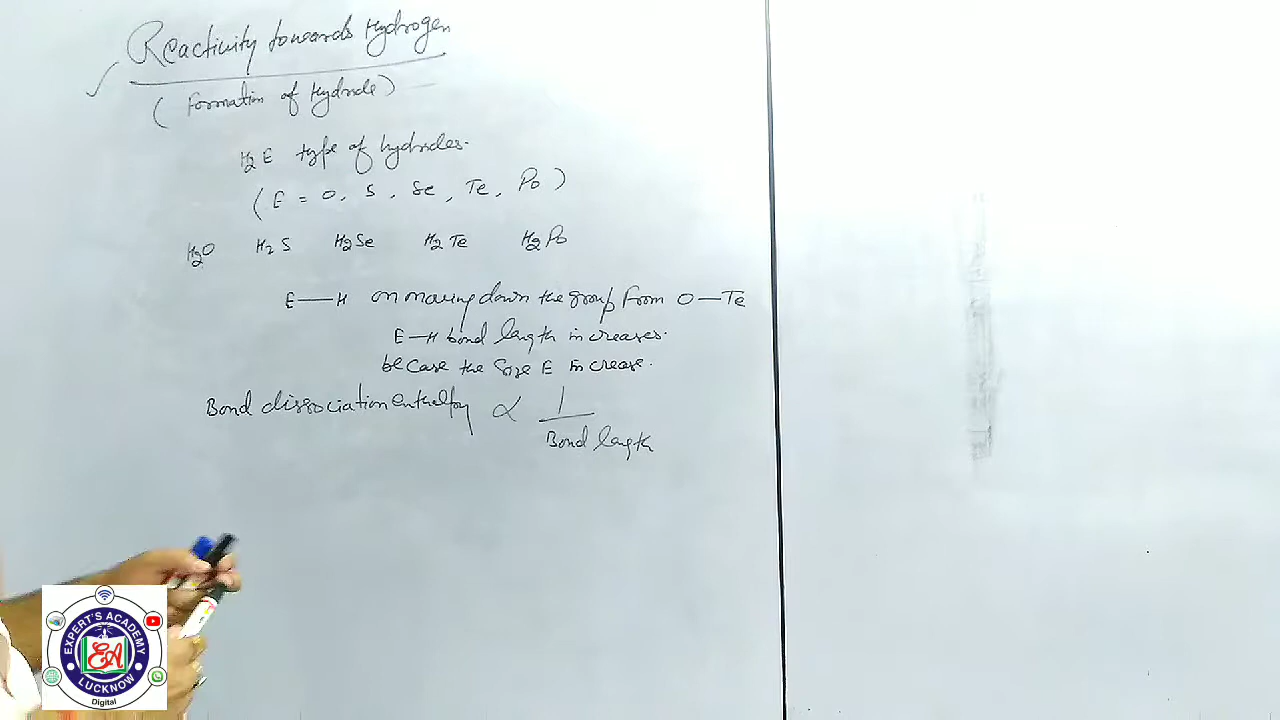 Reactivity towards Hydrogen
(Formation of Hydride)
H2E type of hydrides.
(E = O, S, Se, Te, Po)
H2O H2S H2Se H2Te H2Po
E—H on moving down the group from O—Te
E—H bond length increases.
becase the size E increase.
Bond dissociation enthalpy ∝ 1
Bond length
EXPERT'S ACADEMY
EA
LUCKNOW
Digital